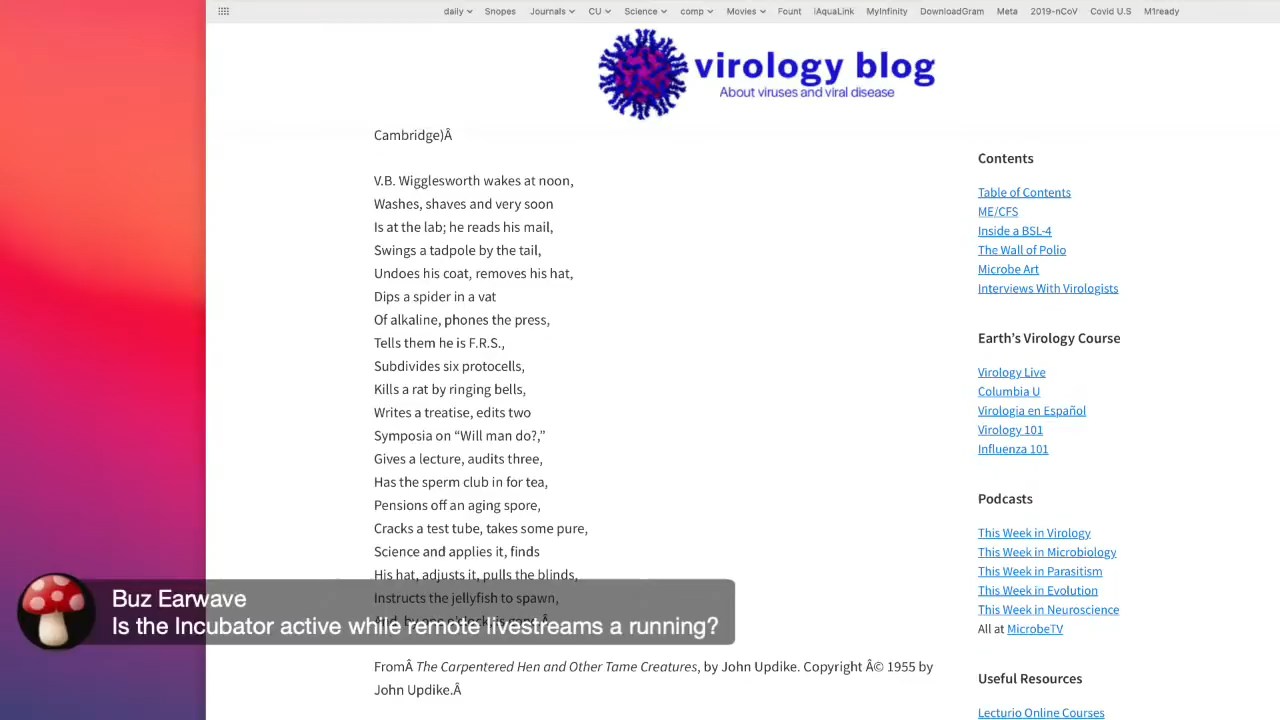 daily Snopes Journals CU Science comp Movies Fount iAquaLink MyInfinity DownloadGram Meta 2019-nCoV Covid U.S M1ready
virology blog
About viruses and viral disease
Cambridge)Â
V.B. Wigglesworth wakes at noon,
Washes, shaves and very soon
Is at the lab; he reads his mail,
Swings a tadpole by the tail,
Undoes his coat, removes his hat,
Dips a spider in a vat
Of alkaline, phones the press,
Tells them he is F.R.S.,
Subdivides six protocells,
Kills a rat by ringing bells,
Writes a treatise, edits two
Symposia on “Will man do?,”
Gives a lecture, audits three,
Has the sperm club in for tea,
Pensions off an aging spore,
Cracks a test tube, takes some pure,
Science and applies it, finds
His hat, adjusts it, pulls the blinds,
Instructs the jellyfish to spawn,
by one o'clock, is gone.Â
FromÂ The Carpentered Hen and Other Tame Creatures, by John Updike. Copyright Â© 1955 by
John Updike.Â
Buz Earwave
Is the Incubator active while remote livestreams a running?
Contents
Table of Contents
ME/CFS
Inside a BSL-4
The Wall of Polio
Microbe Art
Interviews With Virologists
Earth’s Virology Course
Virology Live
Columbia U
Virologia en Español
Virology 101
Influenza 101
Podcasts
This Week in Virology
This Week in Microbiology
This Week in Parasitism
This Week in Evolution
This Week in Neuroscience
All at MicrobeTV
Useful Resources
Lecturio Online Courses